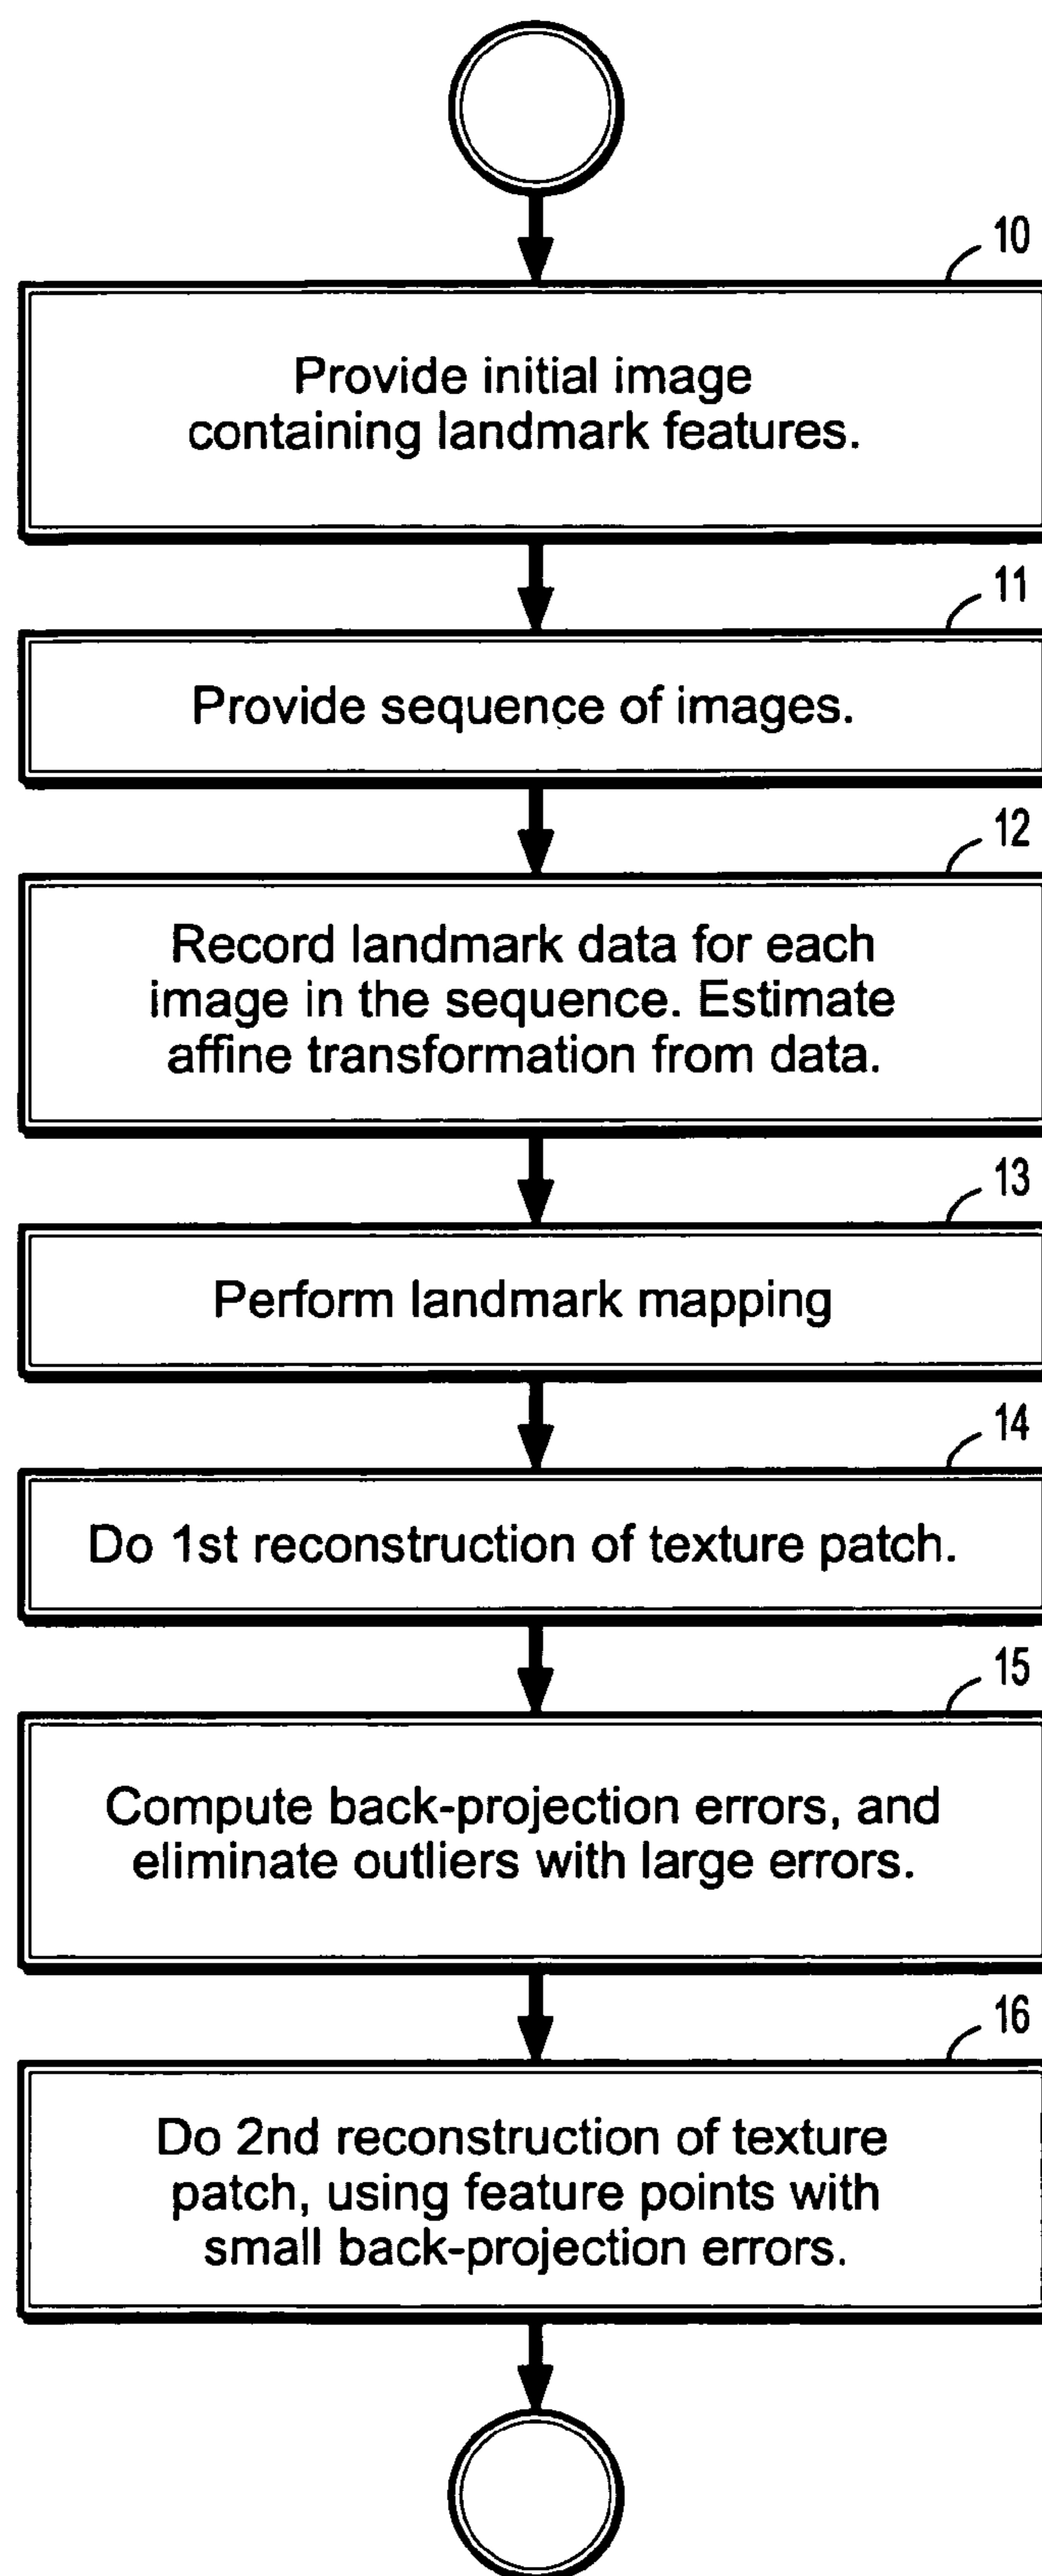 10
Provide initial image
containing landmark features.
11
Provide sequence of images.
12
Record landmark data for each
image in the sequence. Estimate
affine transformation from data.
13
Perform landmark mapping
14
Do 1st reconstruction of texture patch.
15
Compute back-projection errors, and
eliminate outliers with large errors.
16
Do 2nd reconstruction of texture
patch, using feature points with
small back-projection errors.